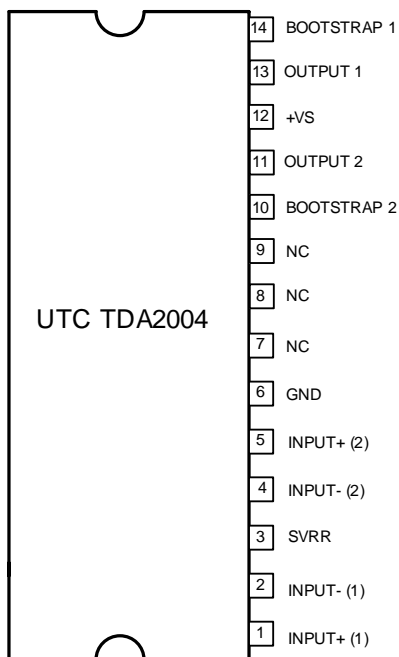 14 BOOTSTRAP 1
13 OUTPUT 1
12 +VS
11 OUTPUT 2
10 BOOTSTRAP 2
9 NC
8 NC
UTC TDA2004
7 NC
6 GND
5 INPUT+ (2)
4 INPUT- (2)
3 SVRR
2 INPUT- (1)
1 INPUT+ (1)